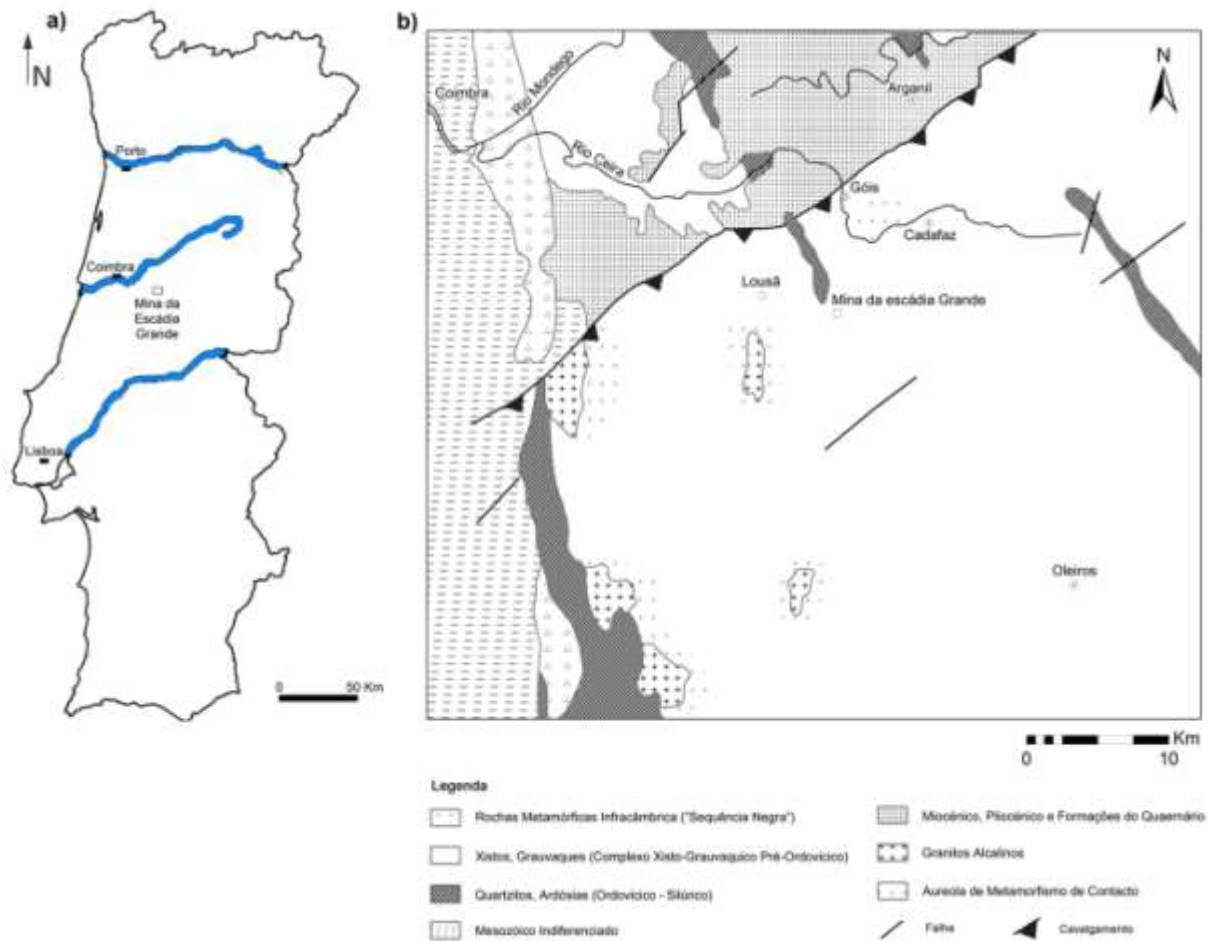 a)
N
Porto
Coimbra
Mina da
Escádia
Grande
Lisboa
0 50 Km
b)
N
Coimbra
Rio Mondego
Rio Ceira
Arganil
Góis
Cadafaz
Lousã
Mina da escádia Grande
Oleiros
Km
0 10
Legenda
Rochas Metamórficas Infracâmbrica ("Sequência Negra")
Xistos, Grauvaques (Complexo Xisto-Grauvaquico Pré-Ordovícico)
Quartzitos, Ardósias (Ordovícico - Silúrico)
Mesozóico Indiferenciado
Miocénico, Pliocénico e Formações do Quaernário
Granitos Alcalinos
Aureola de Metamorfismo de Contacto
Falha
Cavalgamento